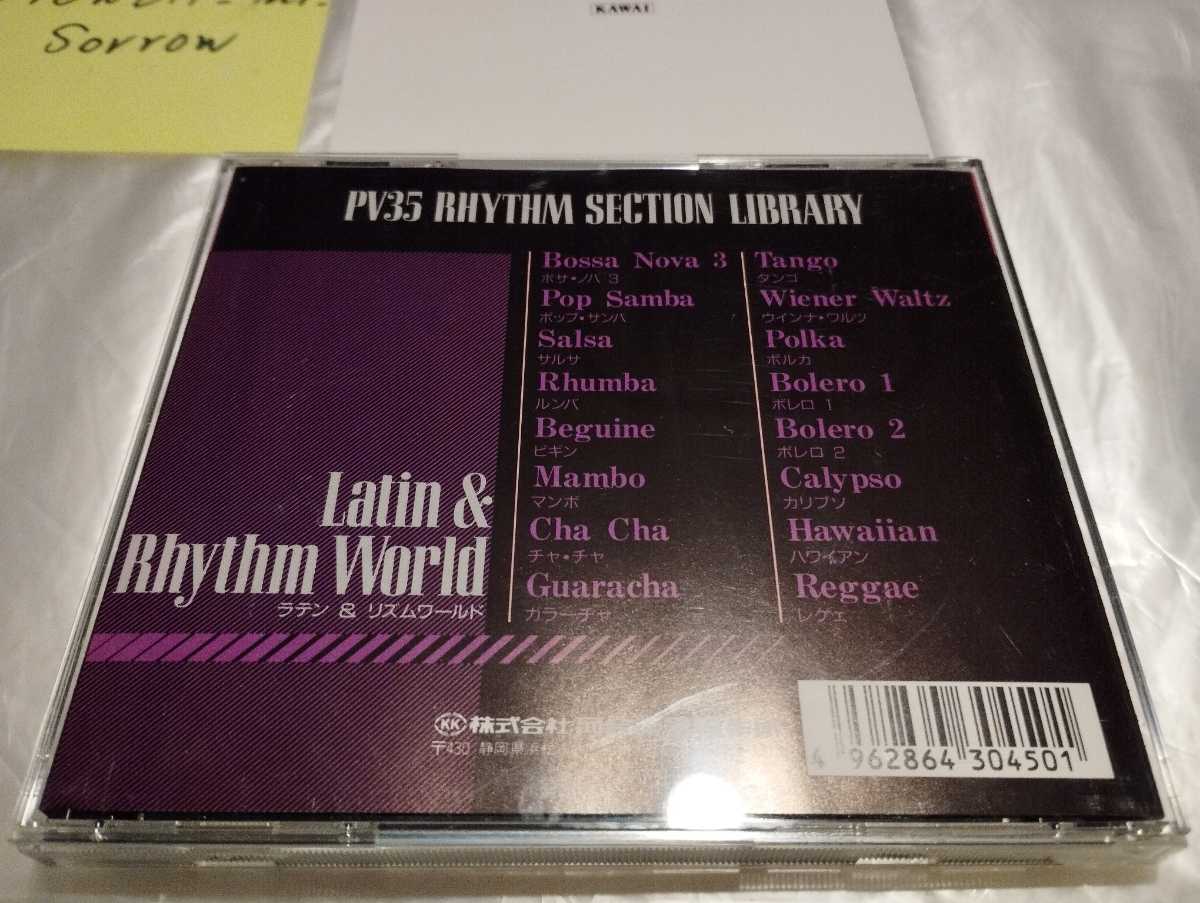 Sorrow
KAWAI
PV35 RHYTHM SECTION LIBRARY
Bossa Nova 3
ボサ・ノバ 3
Pop Samba
ポップ・サンバ
Salsa
サルサ
Rhumba
ルンバ
Beguine
ビギン
Mambo
マンボ
Cha Cha
チャ・チャ
Guaracha
ガラーチャ
Tango
タンゴ
Wiener Waltz
ウインナ・ワルツ
Polka
ポルカ
Bolero 1
ボレロ 1
Bolero 2
ボレロ 2
Calypso
カリプソ
Hawaiian
ハワイアン
Reggae
レゲエ
Latin &
Rhythm World
ラテン & リズムワールド
KK 株式会社
〒430 静岡県浜
4 962864 304501